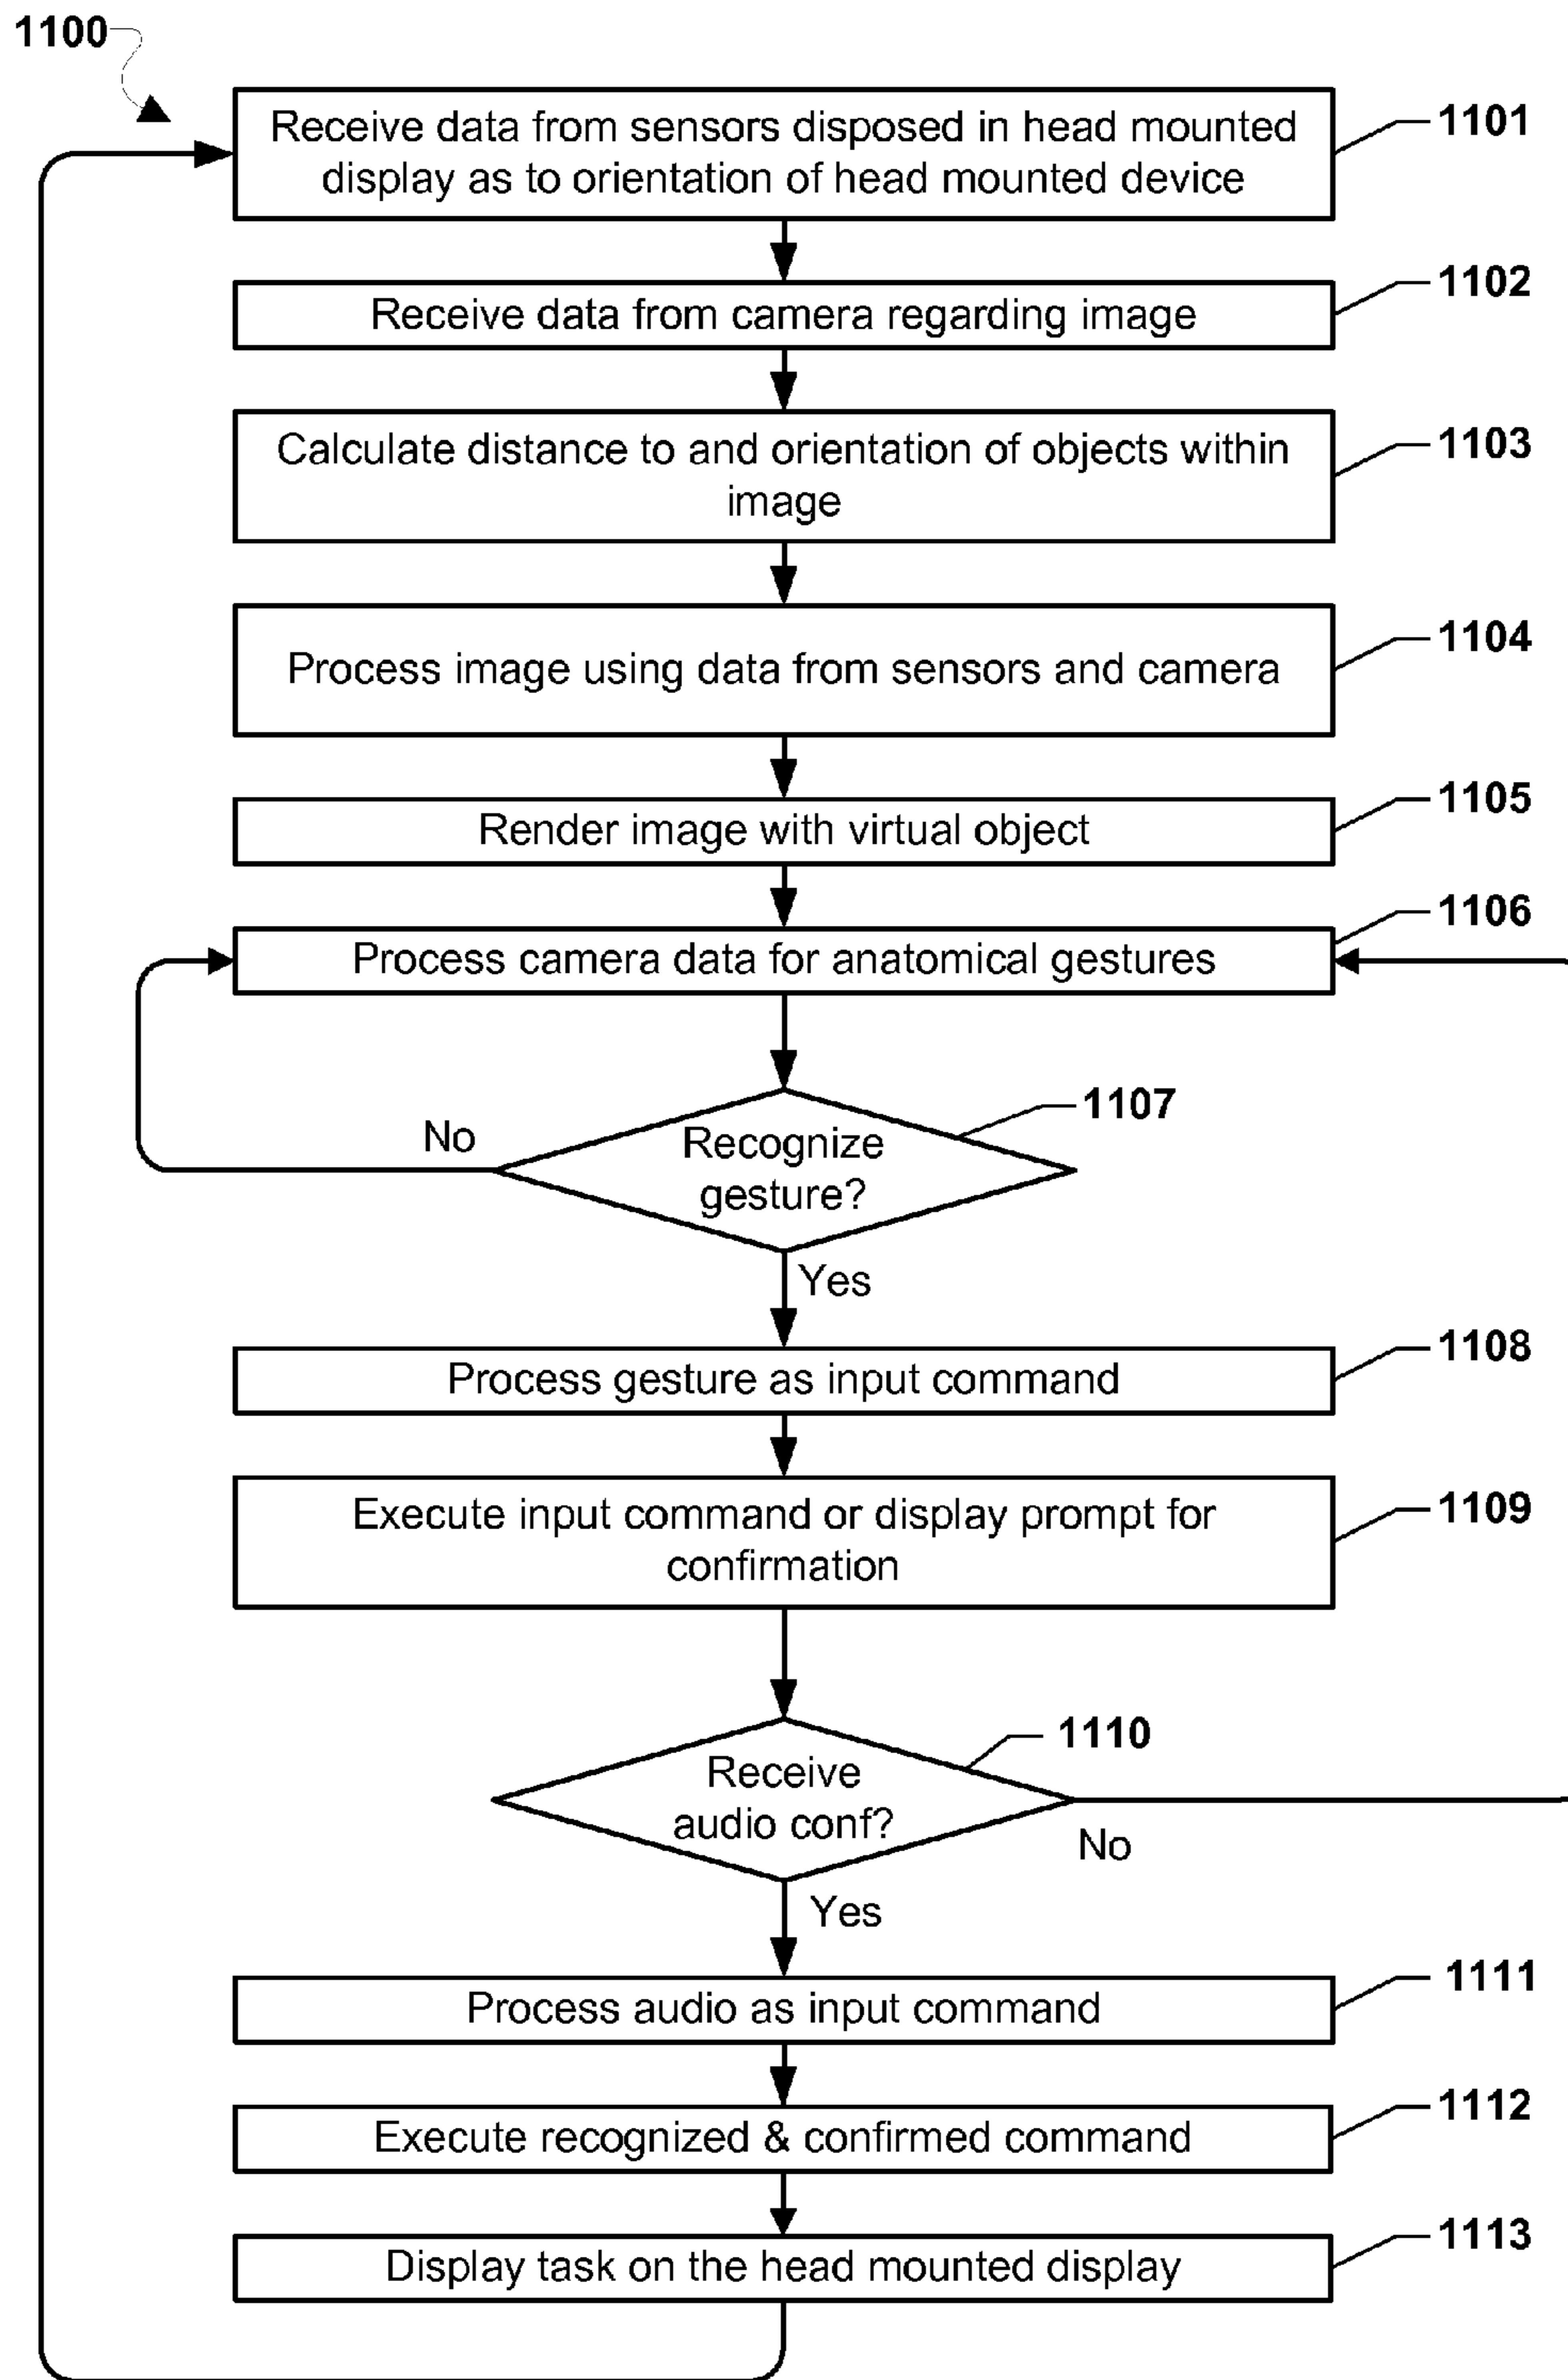 1100
Receive data from sensors disposed in head mounted
display as to orientation of head mounted device
1101
Receive data from camera regarding image
1102
Calculate distance to and orientation of objects within
image
1103
Process image using data from sensors and camera
1104
Render image with virtual object
1105
Process camera data for anatomical gestures
1106
Recognize
gesture?
1107
No
Yes
Process gesture as input command
1108
Execute input command or display prompt for
confirmation
1109
Receive
audio conf?
1110
No
Yes
Process audio as input command
1111
Execute recognized & confirmed command
1112
Display task on the head mounted display
1113